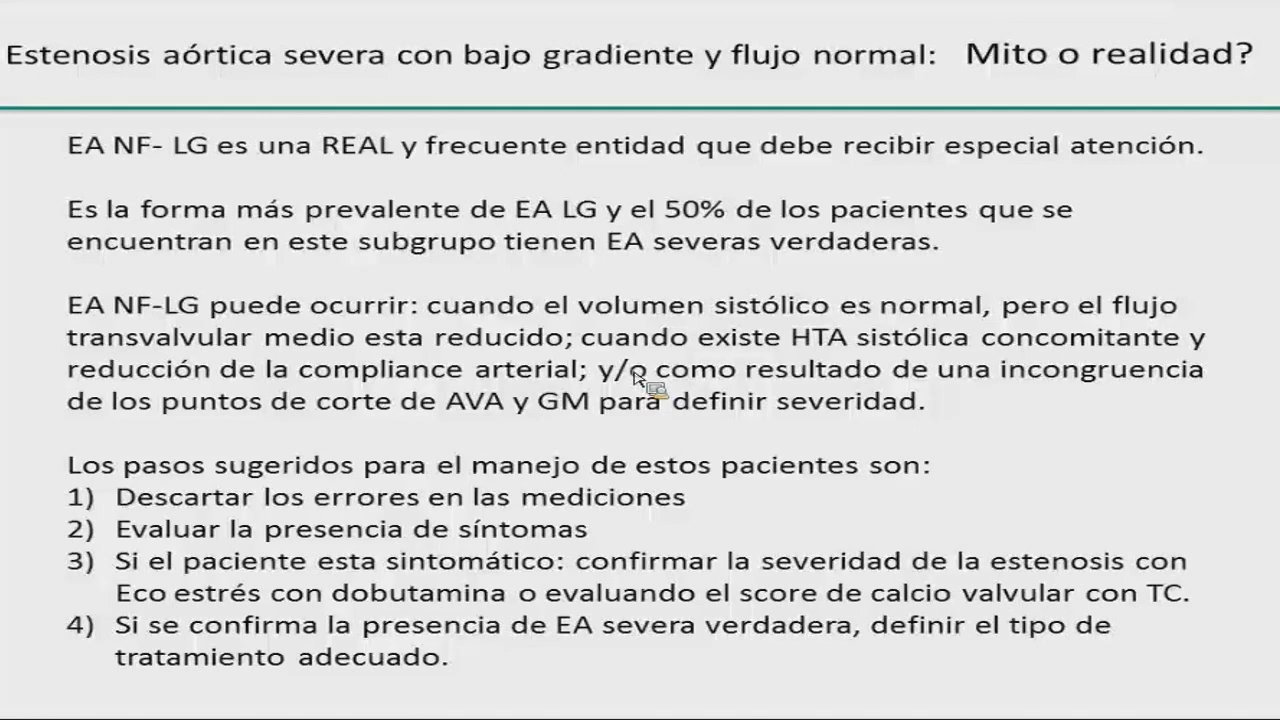 Estenosis aórtica severa con bajo gradiente y flujo normal: Mito o realidad?
EA NF- LG es una REAL y frecuente entidad que debe recibir especial atención.
Es la forma más prevalente de EA LG y el 50% de los pacientes que se
encuentran en este subgrupo tienen EA severas verdaderas.
EA NF-LG puede ocurrir: cuando el volumen sistólico es normal, pero el flujo
transvalvular medio esta reducido; cuando existe HTA sistólica concomitante y
reducción de la compliance arterial; y/o como resultado de una incongruencia
de los puntos de corte de AVA y GM para definir severidad.
Los pasos sugeridos para el manejo de estos pacientes son:
1) Descartar los errores en las mediciones
2) Evaluar la presencia de síntomas
3) Si el paciente esta sintomático: confirmar la severidad de la estenosis con
Eco estrés con dobutamina o evaluando el score de calcio valvular con TC.
4) Si se confirma la presencia de EA severa verdadera, definir el tipo de
tratamiento adecuado.